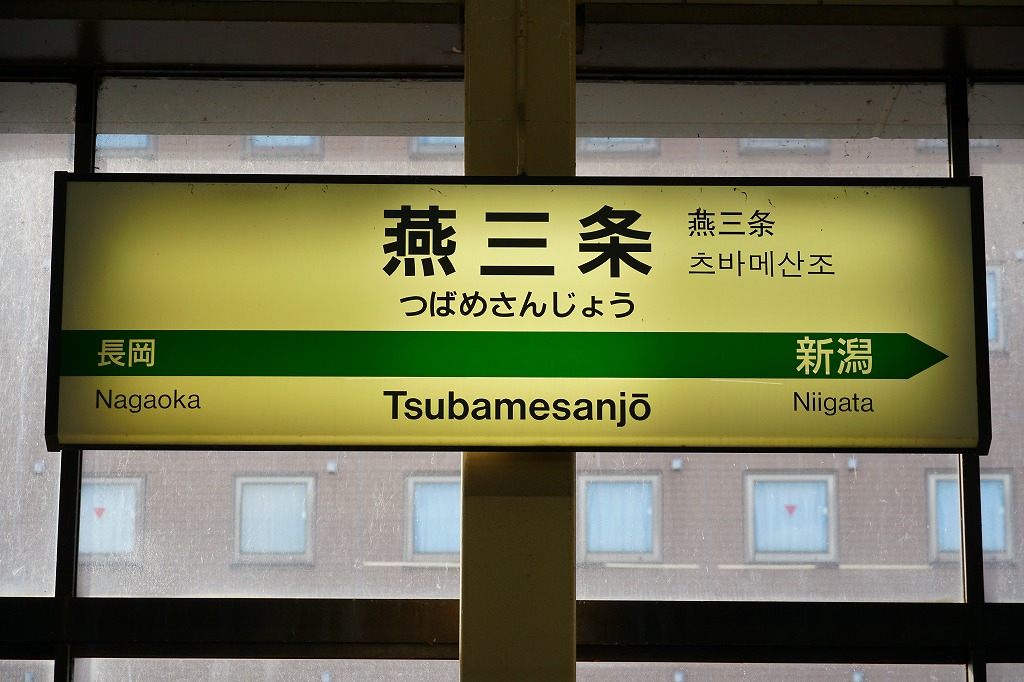 燕三条
燕三条
츠바메산조
つばめさんじょう
長岡
新潟
Nagaoka
Tsubamesanjō
Niigata